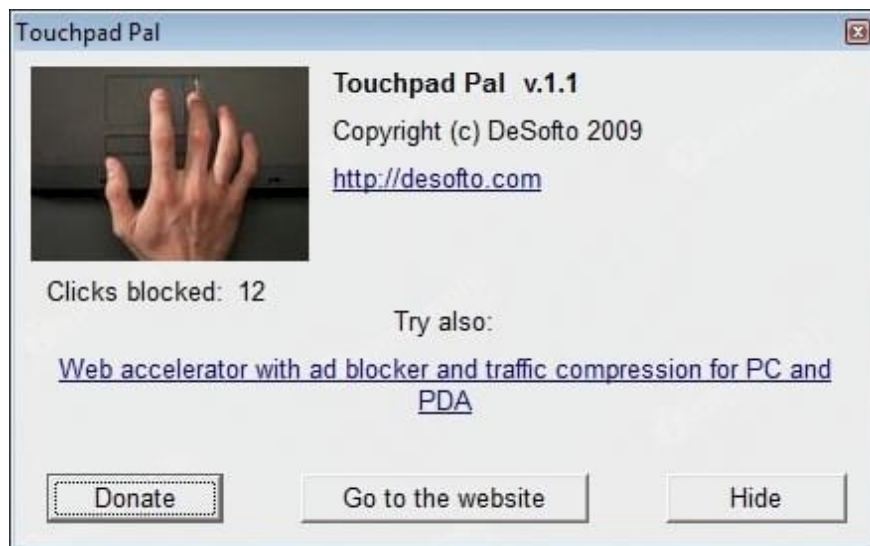 Touchpad Pal
Touchpad Pal v.1.1
Copyright (c) DeSofto 2009
http://desofto.com
Clicks blocked: 12
Try also:
Web accelerator with ad blocker and traffic compression for PC and
PDA
Donate
Go to the website
Hide